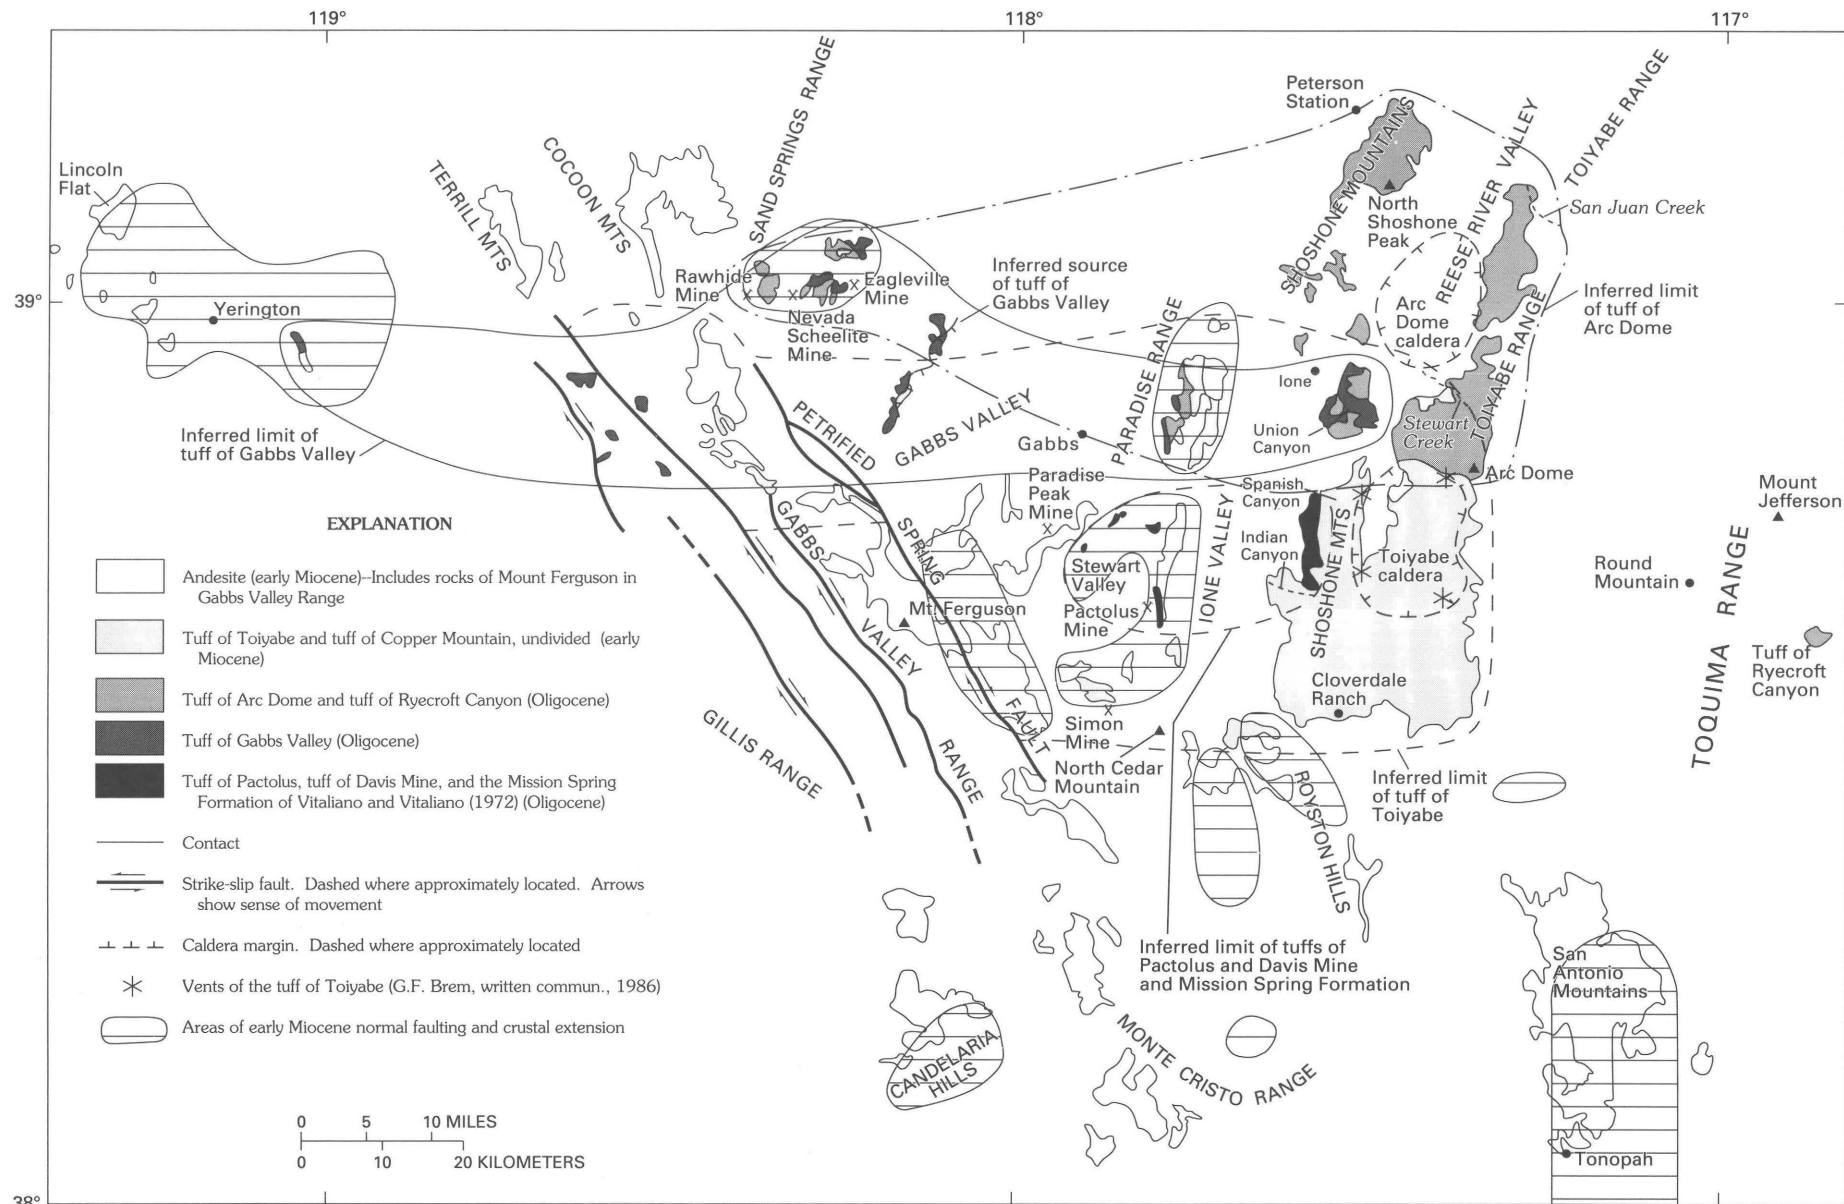 119°
118°
117°
39°
38°
Lincoln
Flat
Yerington
TERRILL MTS
COCOON MTS
SAND SPRINGS RANGE
Rawhide
Mine
Eagleville
Mine
Nevada
Scheelite
Mine
Inferred source
of tuff of
Gabbs Valley
Peterson
Station
SHOSHONE MOUNTAINS
North
Shoshone
Peak
REESE RIVER VALLEY
TOIYABE RANGE
San Juan Creek
Arc
Dome
caldera
Inferred limit
of tuff of
Arc Dome
TOIYABE RANGE
PARADISE RANGE
Ione
Union
Canyon
Stewart
Creek
Arc Dome
Inferred limit of
tuff of Gabbs Valley
PETRIFIED
SPRING
FAULT
GABBS VALLEY
Gabbs
Paradise
Peak
Mine
Spanish
Canyon
Indian
Canyon
SHOSHONE MTS
Toiyabe
caldera
IONE VALLEY
Stewart
Valley
Pactolus
Mine
Mt. Ferguson
GABBS
VALLEY
RANGE
GILLIS RANGE
Simon
Mine
North Cedar
Mountain
Cloverdale
Ranch
Mount
Jefferson
Round
Mountain
TOQUIMA RANGE
Tuff of
Ryecroft
Canyon
Inferred limit
of tuff of
Toiyabe
ROYSTON HILLS
Inferred limit of tuffs of
Pactolus and Davis Mine
and Mission Spring Formation
CANDELARIA
HILLS
MONTE CRISTO RANGE
San
Antonio
Mountains
Tonopah
EXPLANATION
Andesite (early Miocene)--Includes rocks of Mount Ferguson in
Gabbs Valley Range
Tuff of Toiyabe and tuff of Copper Mountain, undivided (early
Miocene)
Tuff of Arc Dome and tuff of Ryecroft Canyon (Oligocene)
Tuff of Gabbs Valley (Oligocene)
Tuff of Pactolus, tuff of Davis Mine, and the Mission Spring
Formation of Vitaliano and Vitaliano (1972) (Oligocene)
Contact
Strike-slip fault. Dashed where approximately located. Arrows
show sense of movement
Caldera margin. Dashed where approximately located
Vents of the tuff of Toiyabe (G.F. Brem, written commun., 1986)
Areas of early Miocene normal faulting and crustal extension
0 5 10 MILES
0 10 20 KILOMETERS